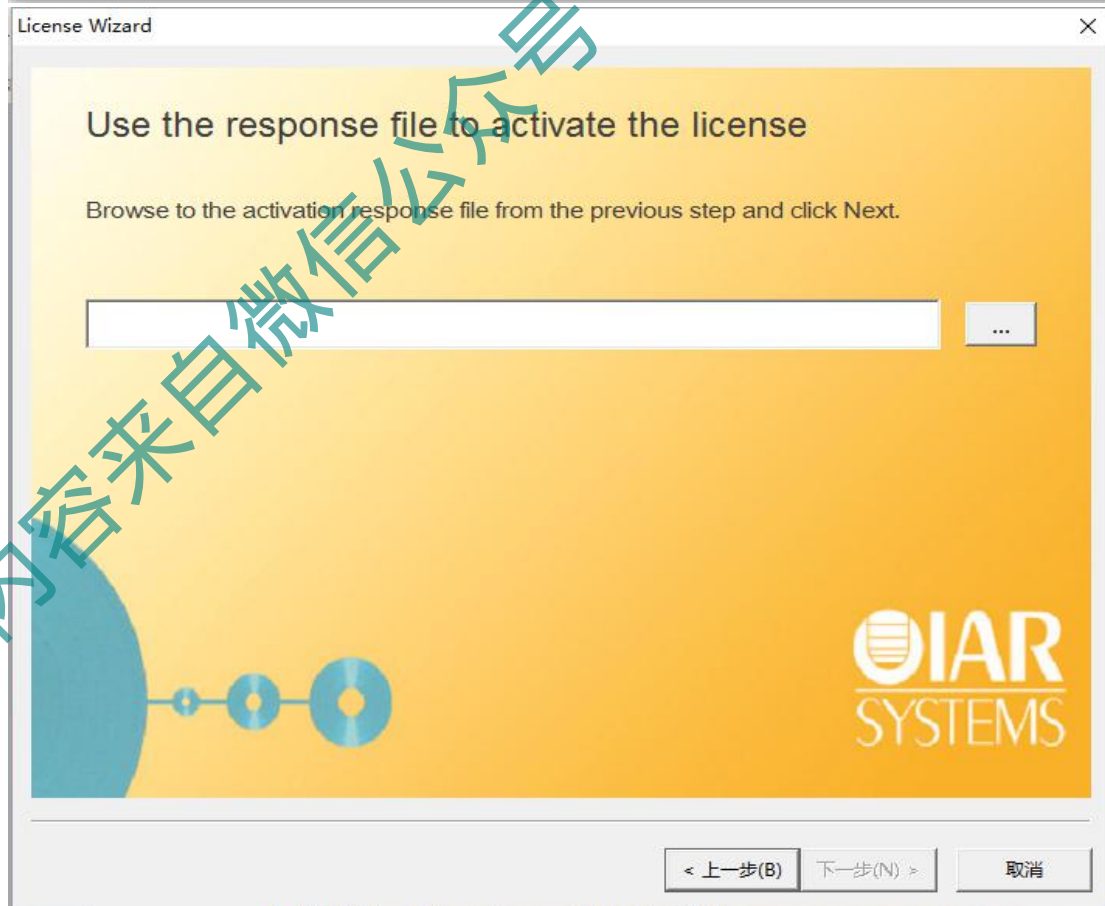 License Wizard
Use the response file to activate the license
Browse to the activation response file from the previous step and click Next.
...
IAR
SYSTEMS
< 上一步(B)
下一步(N) >
取消
内容来自微信公众号